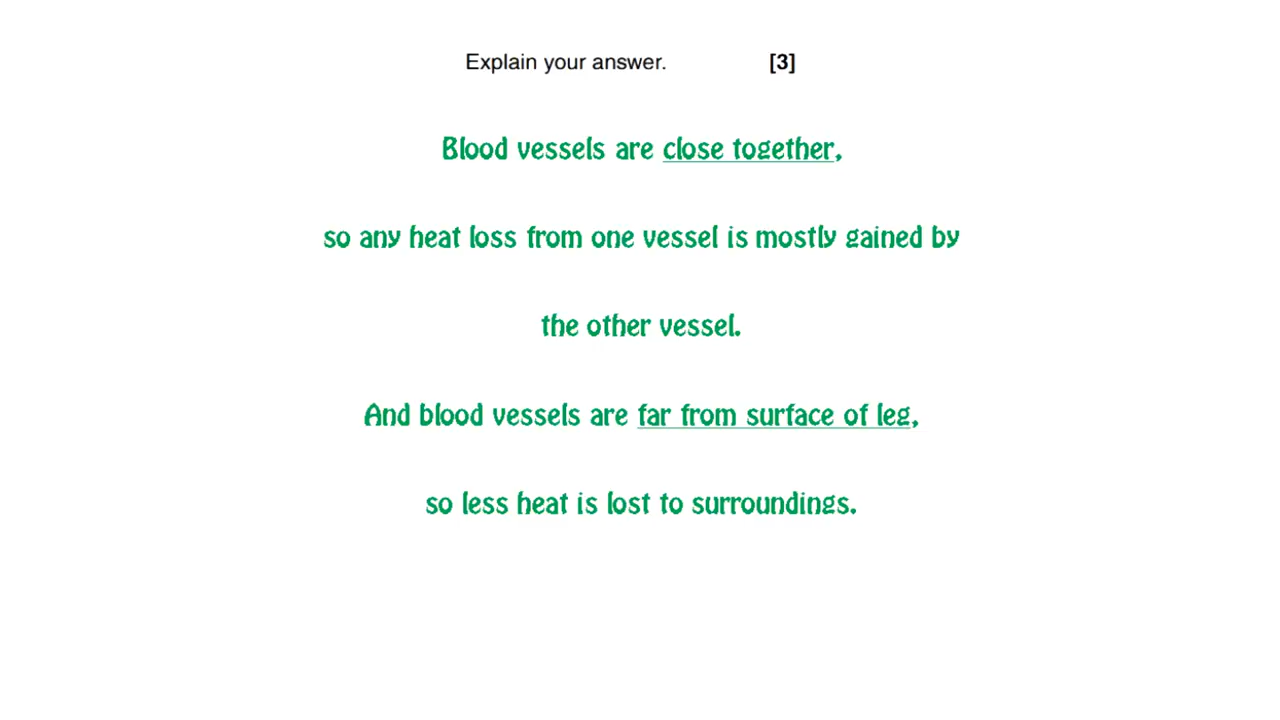 Explain your answer. [3]
Blood vessels are close together,
so any heat loss from one vessel is mostly gained by
the other vessel.
And blood vessels are far from surface of leg,
so less heat is lost to surroundings.